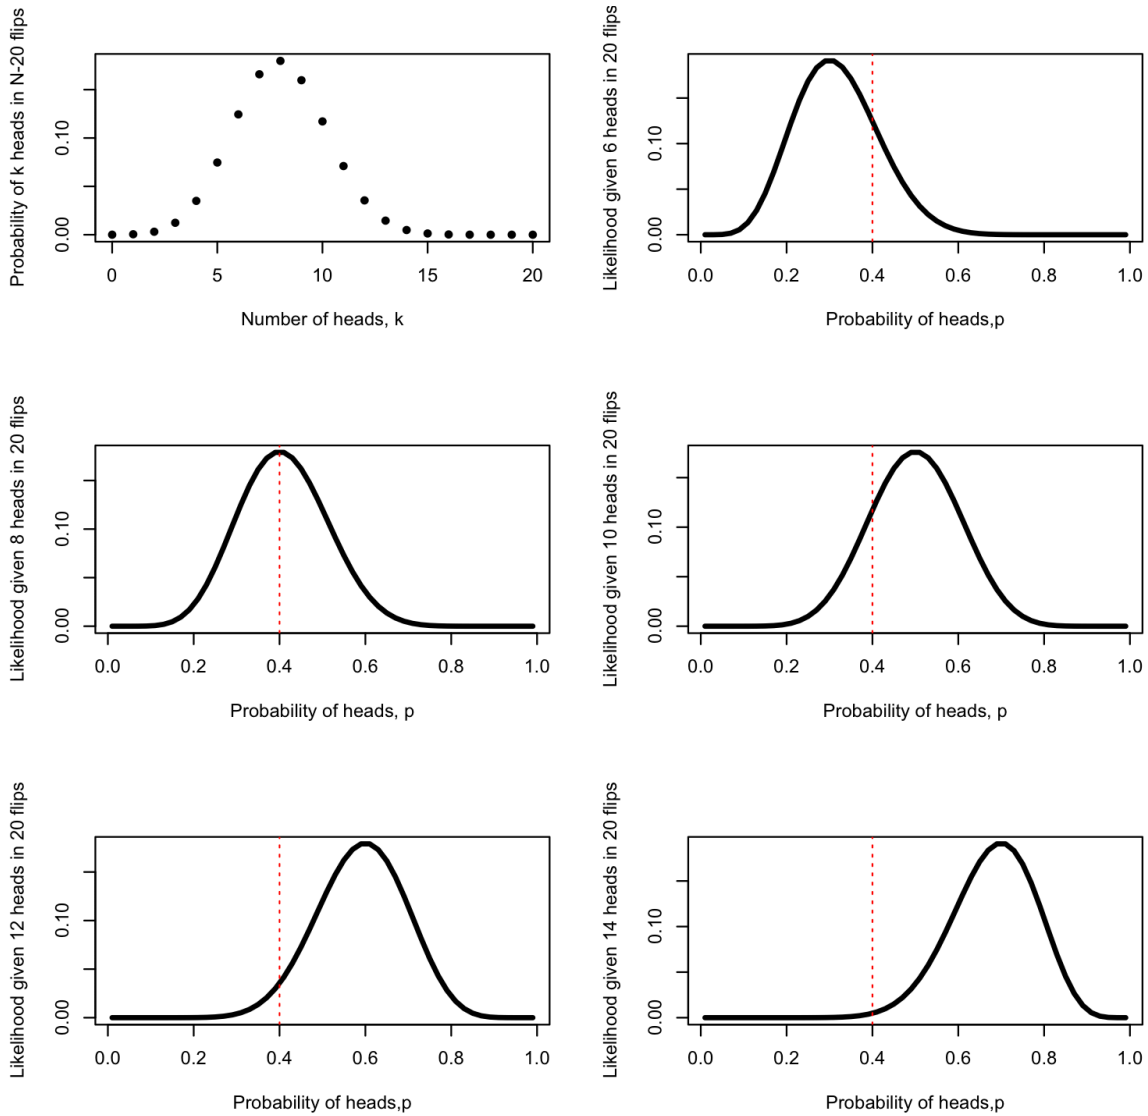 Probability of k heads in N-20 flips
0.00 0.10
0 5 10 15 20
Number of heads, k
Likelihood given 6 heads in 20 flips
0.00 0.10
0.0 0.2 0.4 0.6 0.8 1.0
Probability of heads,p
Likelihood given 8 heads in 20 flips
0.00 0.10
0.0 0.2 0.4 0.6 0.8 1.0
Probability of heads, p
Likelihood given 10 heads in 20 flips
0.00 0.10
0.0 0.2 0.4 0.6 0.8 1.0
Probability of heads, p
Likelihood given 12 heads in 20 flips
0.00 0.10
0.0 0.2 0.4 0.6 0.8 1.0
Probability of heads,p
Likelihood given 14 heads in 20 flips
0.00 0.10
0.0 0.2 0.4 0.6 0.8 1.0
Probability of heads,p